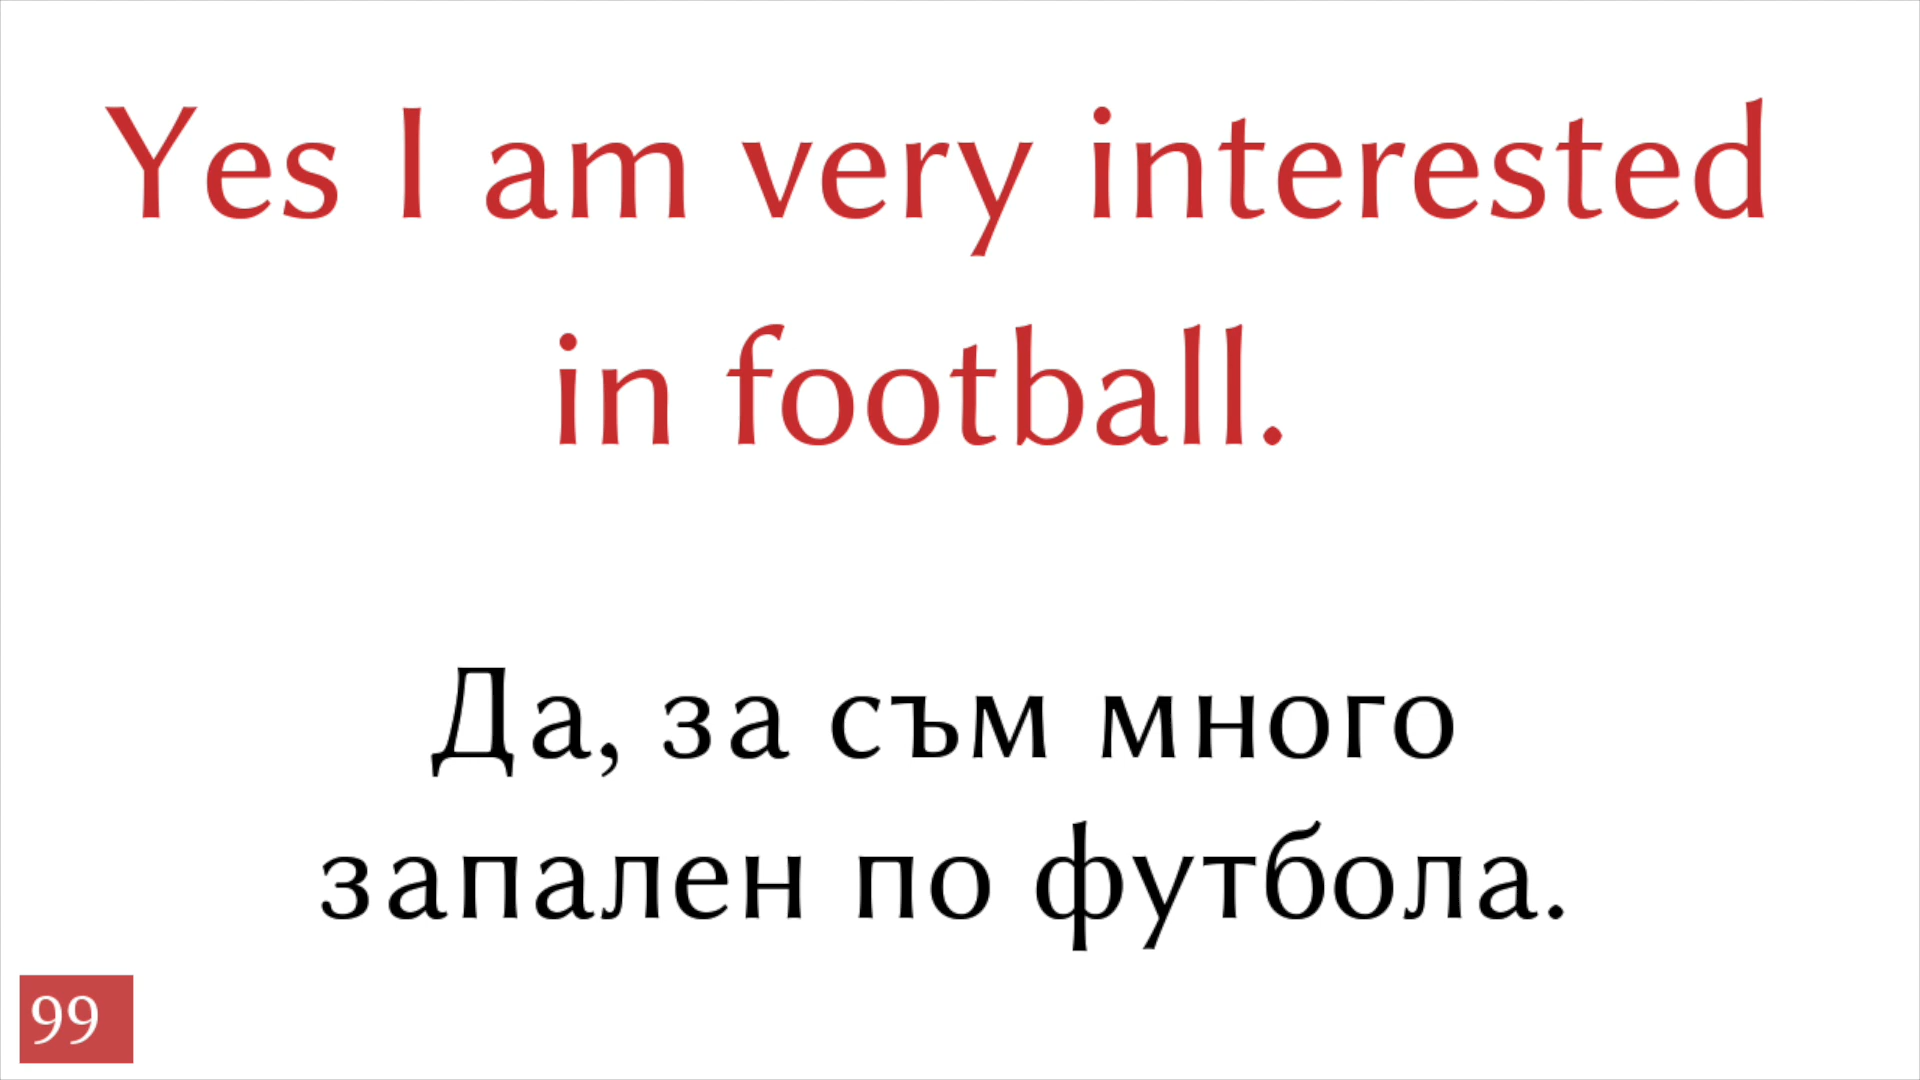 Yes I am very interested
in football.
Да, за съм много
запален по футбола.
99